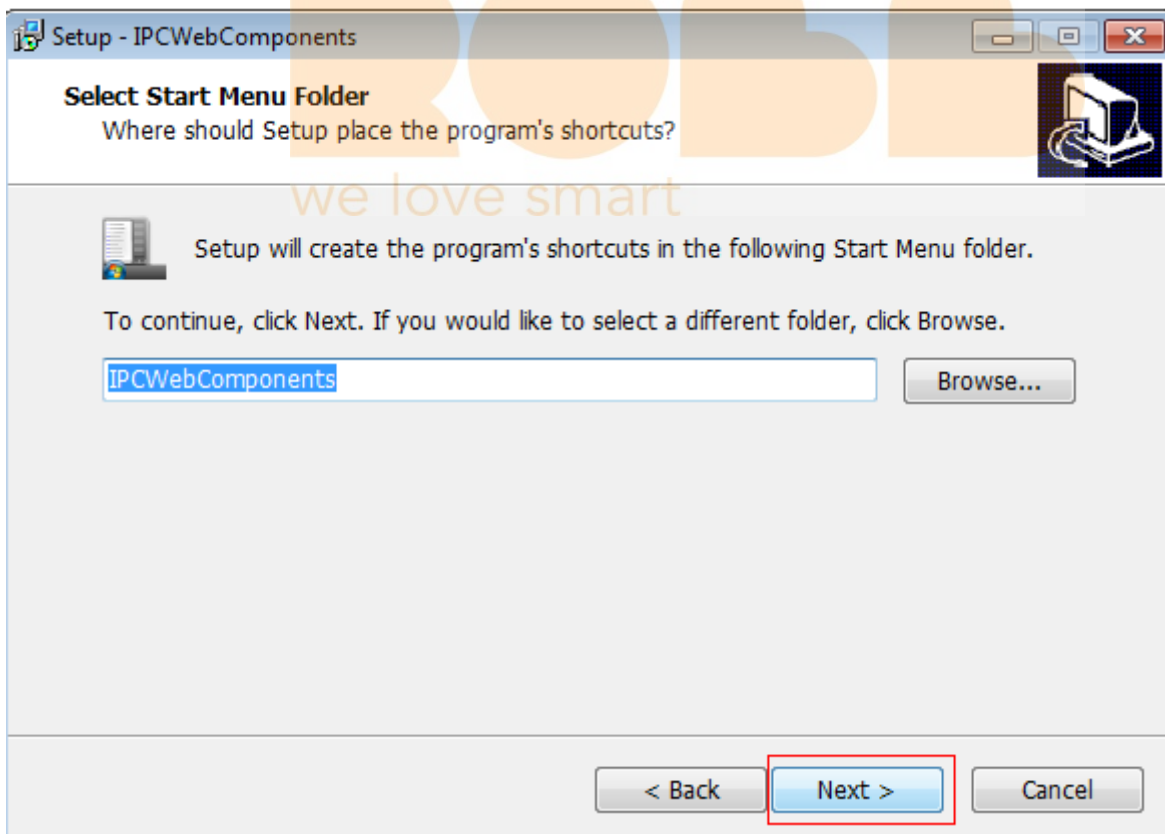 Setup - IPCWebComponents
Select Start Menu Folder
Where should Setup place the program's shortcuts?
we love smart
Setup will create the program's shortcuts in the following Start Menu folder.
To continue, click Next. If you would like to select a different folder, click Browse.
IPCWebComponents
Browse...
< Back
Next >
Cancel